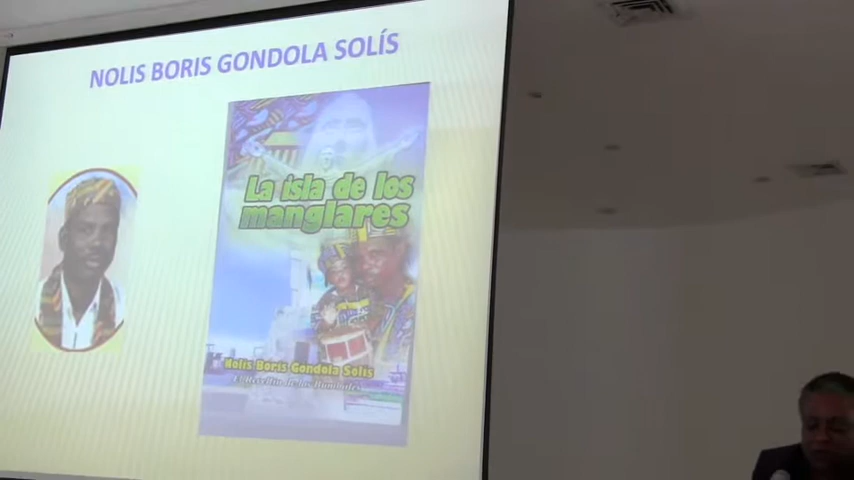 NOLIS BORIS GONDOLA SOLÍS
La isla de los
manglares
Nolis Boris Gondola Solís